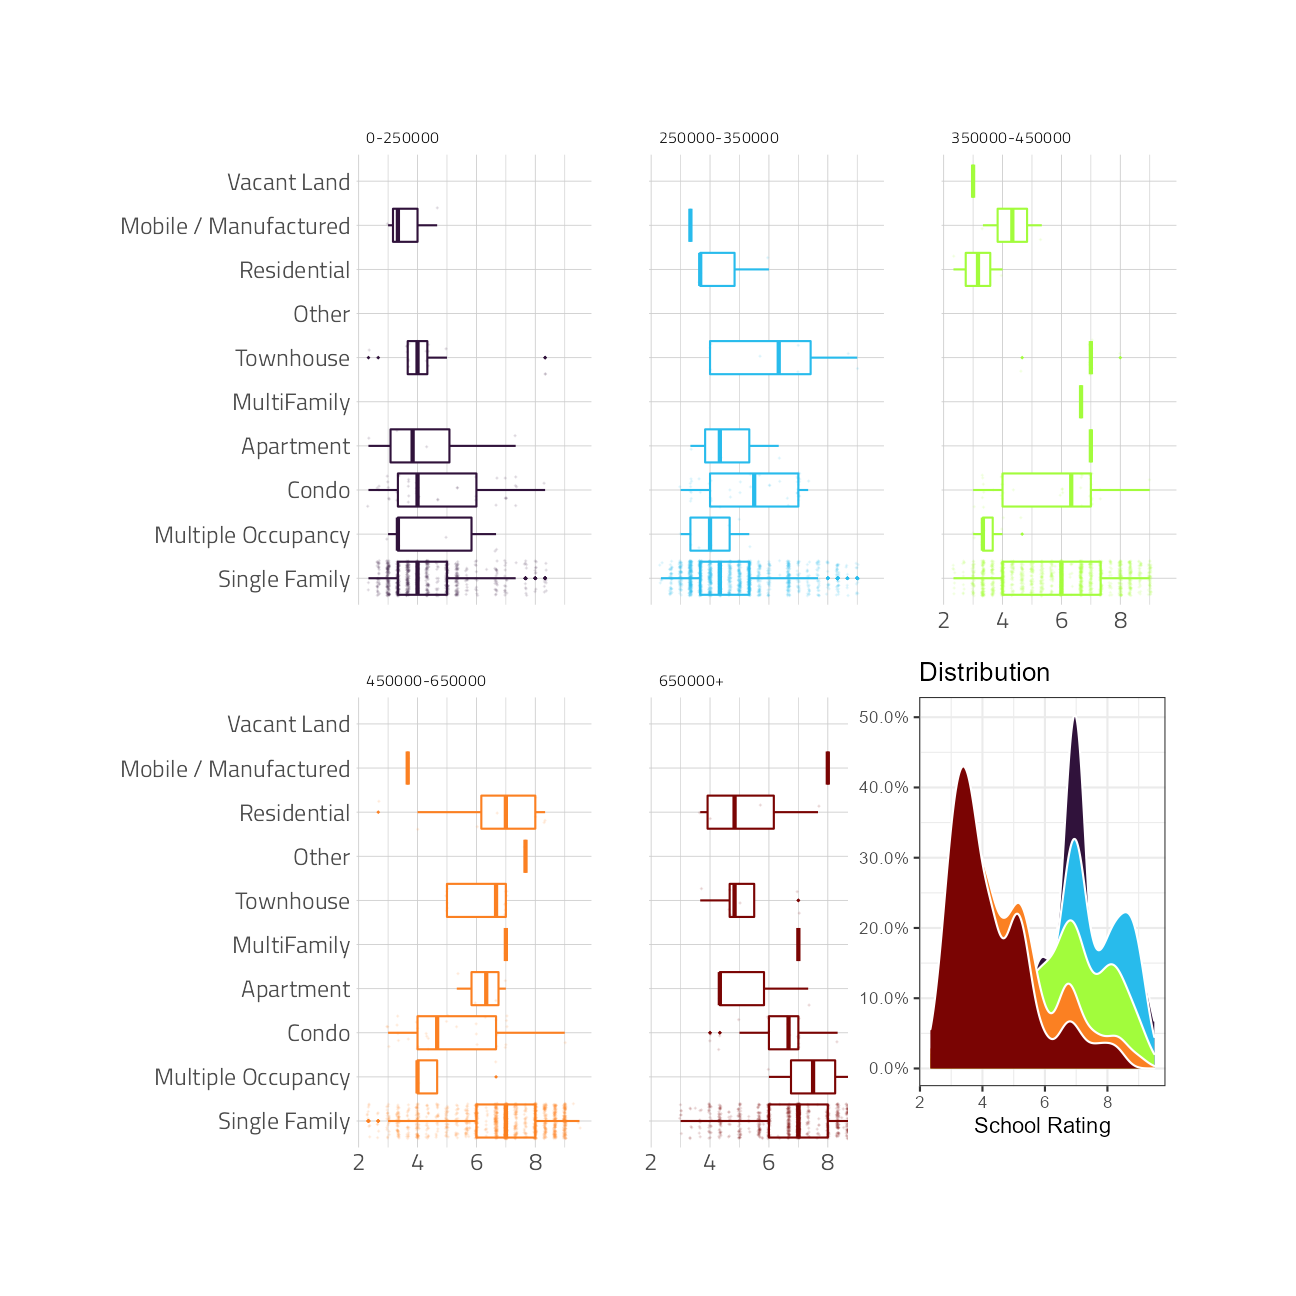 0-250000
250000-350000
350000-450000
Vacant Land
Mobile / Manufactured
Residential
Other
Townhouse
MultiFamily
Apartment
Condo
Multiple Occupancy
Single Family
2 4 6 8
450000-650000
650000+
Vacant Land
Mobile / Manufactured
Residential
Other
Townhouse
MultiFamily
Apartment
Condo
Multiple Occupancy
Single Family
2 4 6 8
2 4 6 8
Distribution
50.0%
40.0%
30.0%
20.0%
10.0%
0.0%
2 4 6 8
School Rating